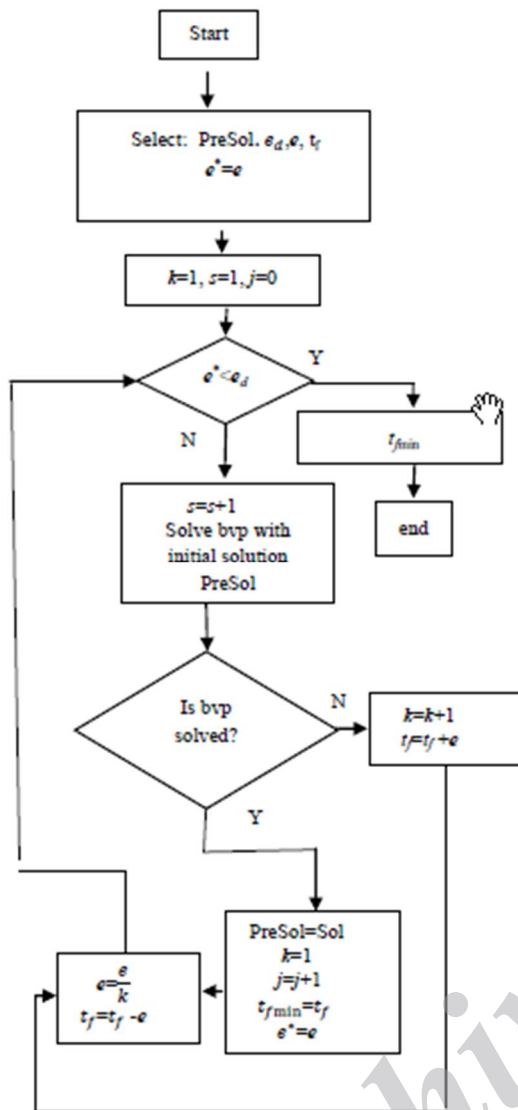 Start
Select: PreSol. e_d,e, t_f
e*=e
k=1, s=1, j=0
e*<e_d
Y
N
t_fmin
end
s=s+1
Solve bvp with
initial solution
PreSol
Is bvp
solved?
N
k=k+1
t_f=t_f+e
Y
PreSol=Sol
k=1
j=j+1
t_fmin=t_f
e*=e
e=e/k
t_f=t_f -e